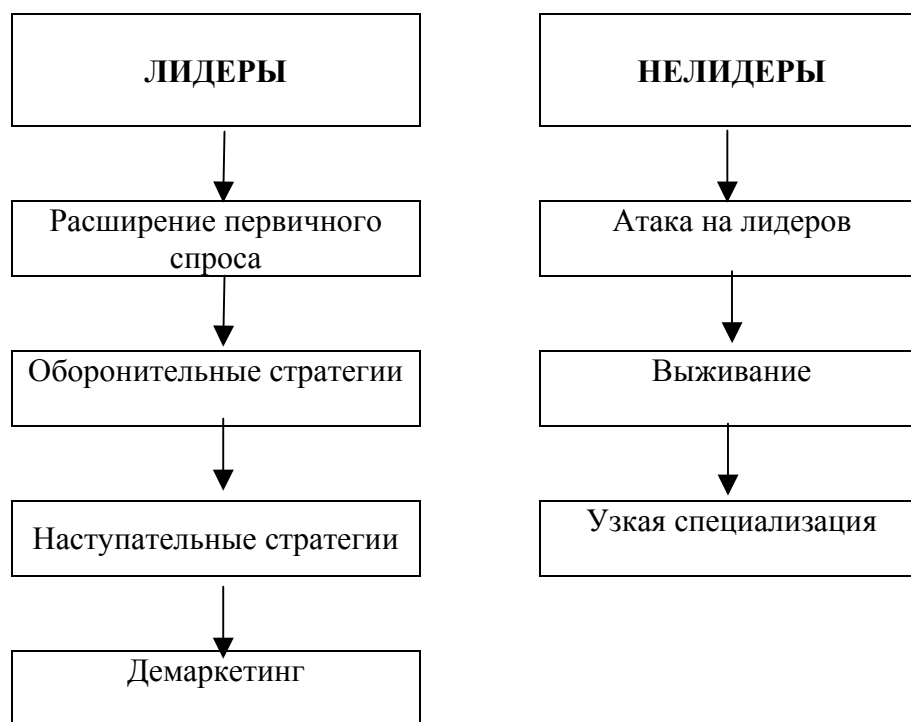 ЛИДЕРЫ
Расширение первичного
спроса
Оборонительные стратегии
Наступательные стратегии
Демаркетинг
НЕЛИДЕРЫ
Атака на лидеров
Выживание
Узкая специализация